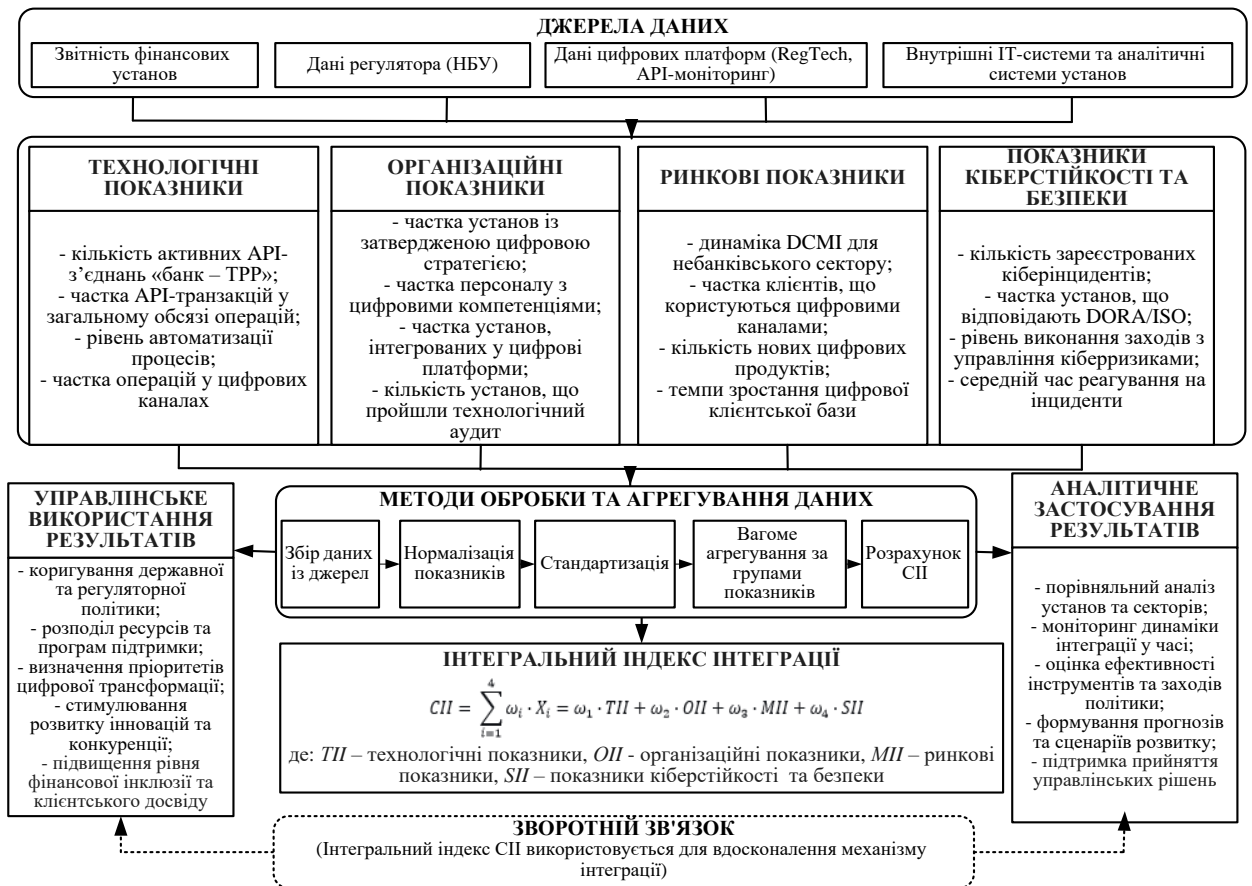 ДЖЕРЕЛА ДАНИХ
Звітність фінансових
установ
Дані регулятора (НБУ)
Дані цифрових платформ (RegTech,
API-моніторинг)
Внутрішні ІТ-системи та аналітичні
системи установ
ТЕХНОЛОГІЧНІ
ПОКАЗНИКИ
- кількість активних API-
з’єднань «банк – TPP»;
- частка API-транзакцій у
загальному обсязі операцій;
- рівень автоматизації
процесів;
- частка операцій у цифрових
каналах
ОРГАНІЗАЦІЙНІ
ПОКАЗНИКИ
- частка установ із
затвердженою цифровою
стратегією;
- частка персоналу з
цифровими компетенціями;
- частка установ,
інтегрованих у цифрові
платформи;
- кількість установ, що
пройшли технологічний
аудит
РИНКОВІ ПОКАЗНИКИ
- динаміка DCMI для
небанківського сектору;
- частка клієнтів, що
користуються цифровими
каналами;
- кількість нових цифрових
продуктів;
- темпи зростання цифрової
клієнтської бази
ПОКАЗНИКИ
КІБЕРСТІЙКОСТІ ТА
БЕЗПЕКИ
- кількість зареєстрованих
кіберінцидентів;
- частка установ, що
відповідають DORA/ISO;
- рівень виконання заходів з
управління кіберризиками;
- середній час реагування на
інциденти
УПРАВЛІНСЬКЕ
ВИКОРИСТАННЯ
РЕЗУЛЬТАТІВ
- коригування державної
та регуляторної
політики;
- розподіл ресурсів та
програм підтримки;
- визначення пріоритетів
цифрової трансформації;
- стимулювання
розвитку інновацій та
конкуренції;
- підвищення рівня
фінансової інклюзії та
клієнтського досвіду
МЕТОДИ ОБРОБКИ ТА АГРЕГУВАННЯ ДАНИХ
Збір даних
із джерел
Нормалізація
показників
Стандартизація
Вагоме
агрегування за
групами
показників
Розрахунок
СІІ
ІНТЕГРАЛЬНИЙ ІНДЕКС ІНТЕГРАЦІЇ
CII = ∑_{i=1}^{4} ω_i · X_i = ω₁ · TII + ω₂ · OII + ω₃ · MII + ω₄ · SII
де: TII – технологічні показники, OII - організаційні показники, MII – ринкові
показники, SII – показники кіберстійкості та безпеки
АНАЛІТИЧНЕ
ЗАСТОСУВАННЯ
РЕЗУЛЬТАТІВ
- порівняльний аналіз
установ та секторів;
- моніторинг динаміки
інтеграції у часі;
- оцінка ефективності
інструментів та заходів
політики;
- формування прогнозів
та сценаріїв розвитку;
- підтримка прийняття
управлінських рішень
ЗВОРОТНІЙ ЗВ'ЯЗОК
(Інтегральний індекс СІІ використовується для вдосконалення механізму
інтеграції)